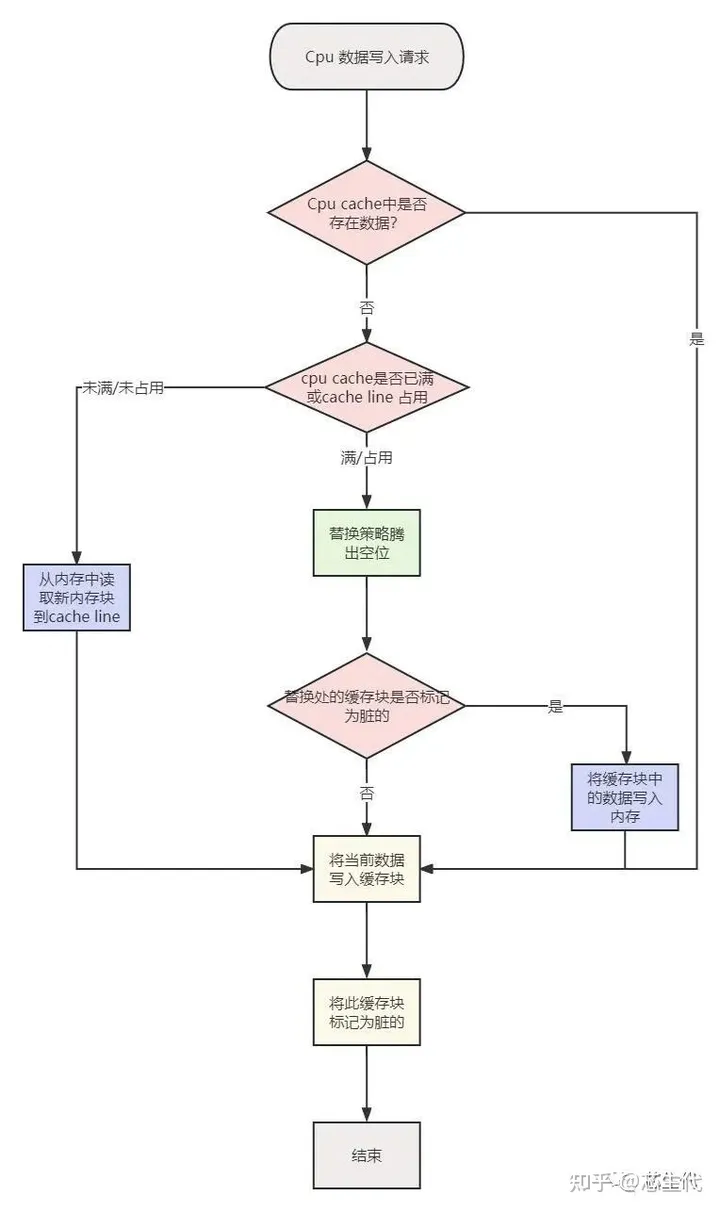 Cpu 数据写入请求
Cpu cache中是否
存在数据?
否
是
cpu cache是否已满
或cache line 占用
未满/未占用
满/占用
替换策略腾
出空位
从内存中读
取新内存块
到cache line
替换处的缓存块是否标记
为脏的
是
否
将缓存块中
的数据写入
内存
将当前数据
写入缓存块
将此缓存块
标记为脏的
结束
知乎 @芯生代